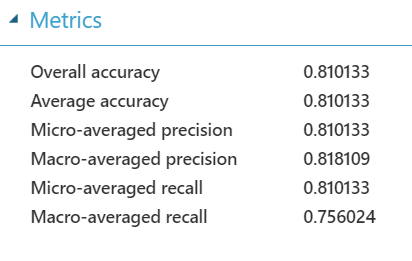 Metrics
Overall accuracy 0.810133
Average accuracy 0.810133
Micro-averaged precision 0.810133
Macro-averaged precision 0.818109
Micro-averaged recall 0.810133
Macro-averaged recall 0.756024